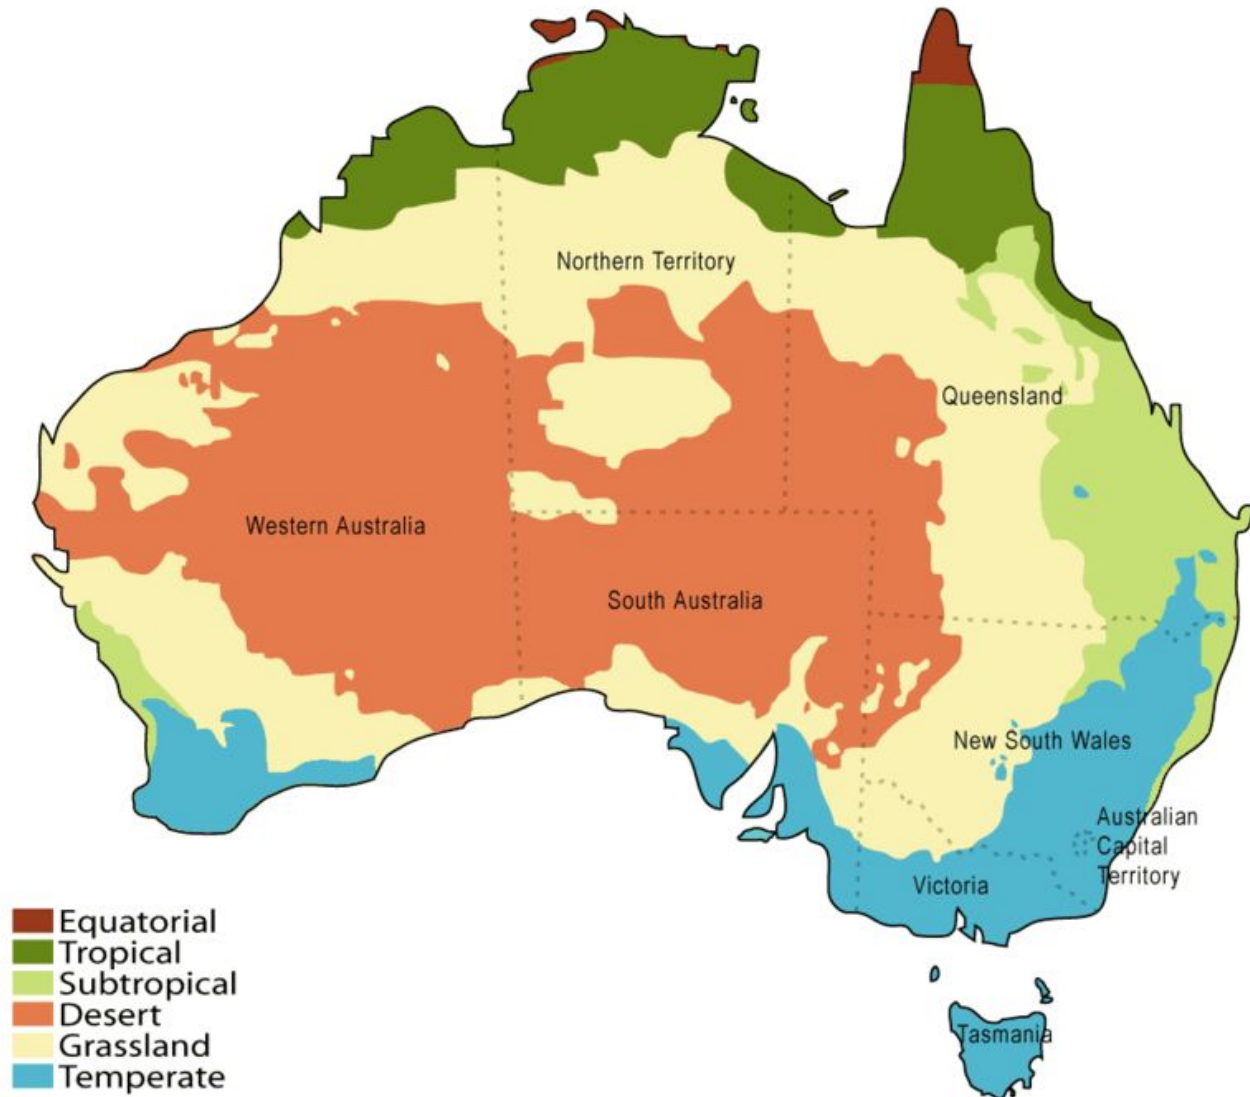 Northern Territory
Queensland
Western Australia
South Australia
New South Wales
Australian
Capital
Territory
Victoria
Tasmania
Equatorial
Tropical
Subtropical
Desert
Grassland
Temperate